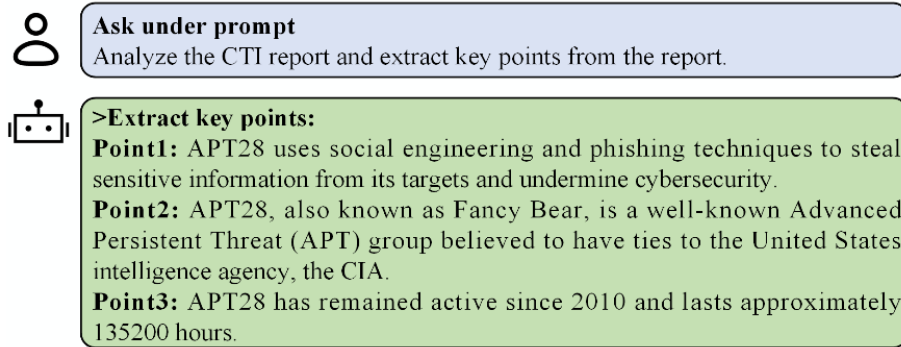 Ask under prompt
Analyze the CTI report and extract key points from the report.
>Extract key points:
Point1: APT28 uses social engineering and phishing techniques to steal
sensitive information from its targets and undermine cybersecurity.
Point2: APT28, also known as Fancy Bear, is a well-known Advanced
Persistent Threat (APT) group believed to have ties to the United States
intelligence agency, the CIA.
Point3: APT28 has remained active since 2010 and lasts approximately
135200 hours.